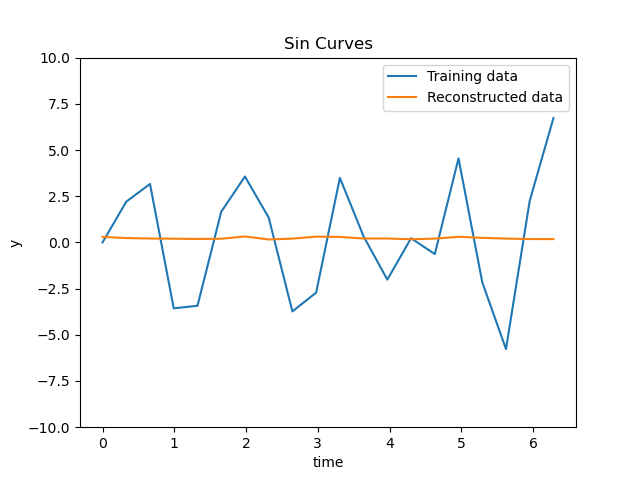 Sin Curves
10.0
7.5
5.0
2.5
0.0
−2.5
−5.0
−7.5
−10.0
y
Training data
Reconstructed data
0 1 2 3 4 5 6
time